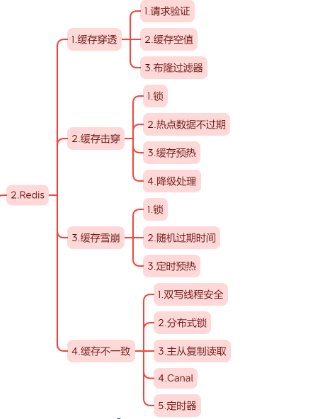 2.Redis
1.缓存穿透
1.请求验证
2.缓存空值
3.布隆过滤器
2.缓存击穿
1.锁
2.热点数据不过期
3.缓存预热
4.降级处理
3.缓存雪崩
1.锁
2.随机过期时间
3.定时预热
4.缓存不一致
1.双写线程安全
2.分布式锁
3.主从复制读取
4.Canal
5.定时器